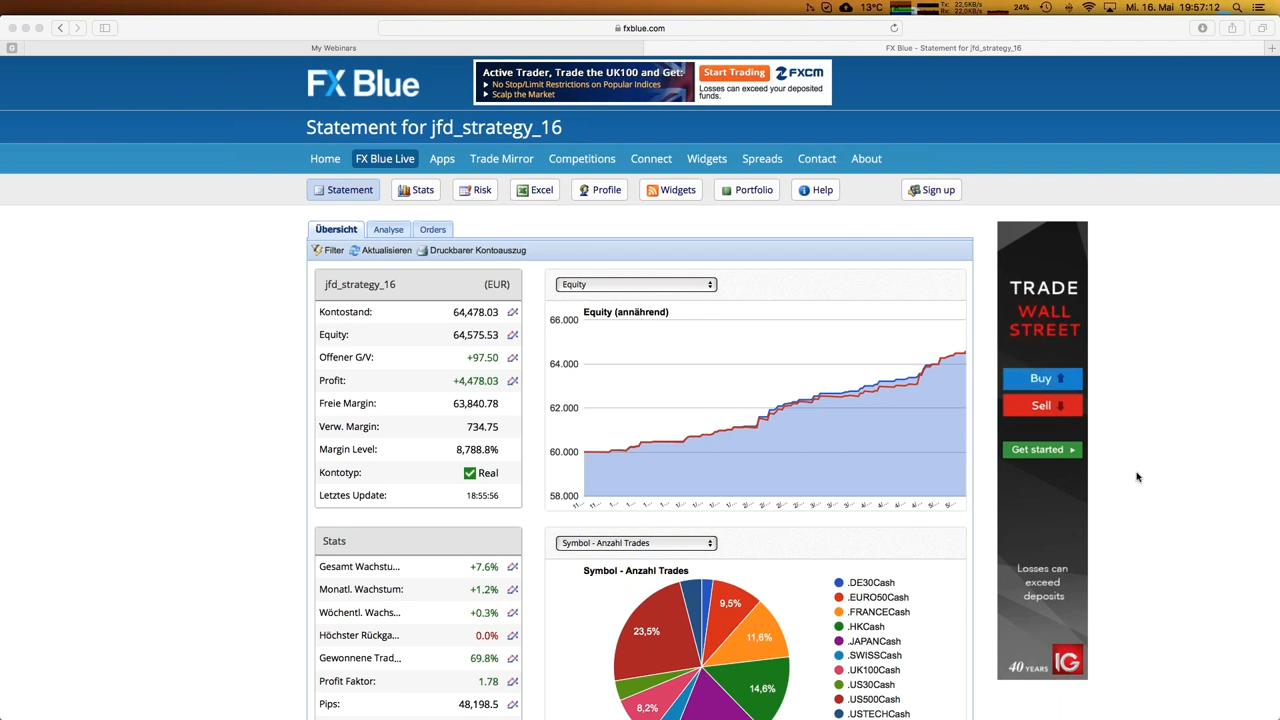 13°C
Tx: 22,5KB/s
Rx: 22,0KB/s
24%
Mi. 16. Mai 19:57:12
fxblue.com
My Webinars
FX Blue - Statement for jfd_strategy_16
FX Blue
Active Trader, Trade the UK100 and Get:
No Stop/Limit Restrictions on Popular Indices
Scalp the Market
Start Trading
FXCM
Losses can exceed your deposited
funds.
Statement for jfd_strategy_16
Home FX Blue Live Apps Trade Mirror Competitions Connect Widgets Spreads Contact About
Statement Stats Risk Excel Profile Widgets Portfolio Help Sign up
Übersicht Analyse Orders
Filter Aktualisieren Druckbarer Kontoauszug
jfd_strategy_16 (EUR)
Kontostand: 64,478.03
Equity: 64,575.53
Offener G/V: +97.50
Profit: +4,478.03
Freie Margin: 63,840.78
Verw. Margin: 734.75
Margin Level: 8,788.8%
Kontotyp: Real
Letztes Update: 18:55:56
Equity
Equity (annährend)
66.000
64.000
62.000
60.000
58.000
Stats
Gesamt Wachstu... +7.6%
Monatl. Wachstum: +1.2%
Wöchentl. Wachs... +0.3%
Höchster Rückga... 0.0%
Gewonnene Trad... 69.8%
Profit Faktor: 1.78
Pips: 48,198.5
Symbol - Anzahl Trades
Symbol - Anzahl Trades
9,5%
11,6%
14,6%
8,2%
23,5%
.DE30Cash
.EURO50Cash
.FRANCECash
.HKCash
.JAPANCash
.SWISSCash
.UK100Cash
.US30Cash
.US500Cash
.USTECHCash
TRADE
WALL
STREET
Buy
Sell
Get started
Losses can
exceed
deposits
40 YEARS IG